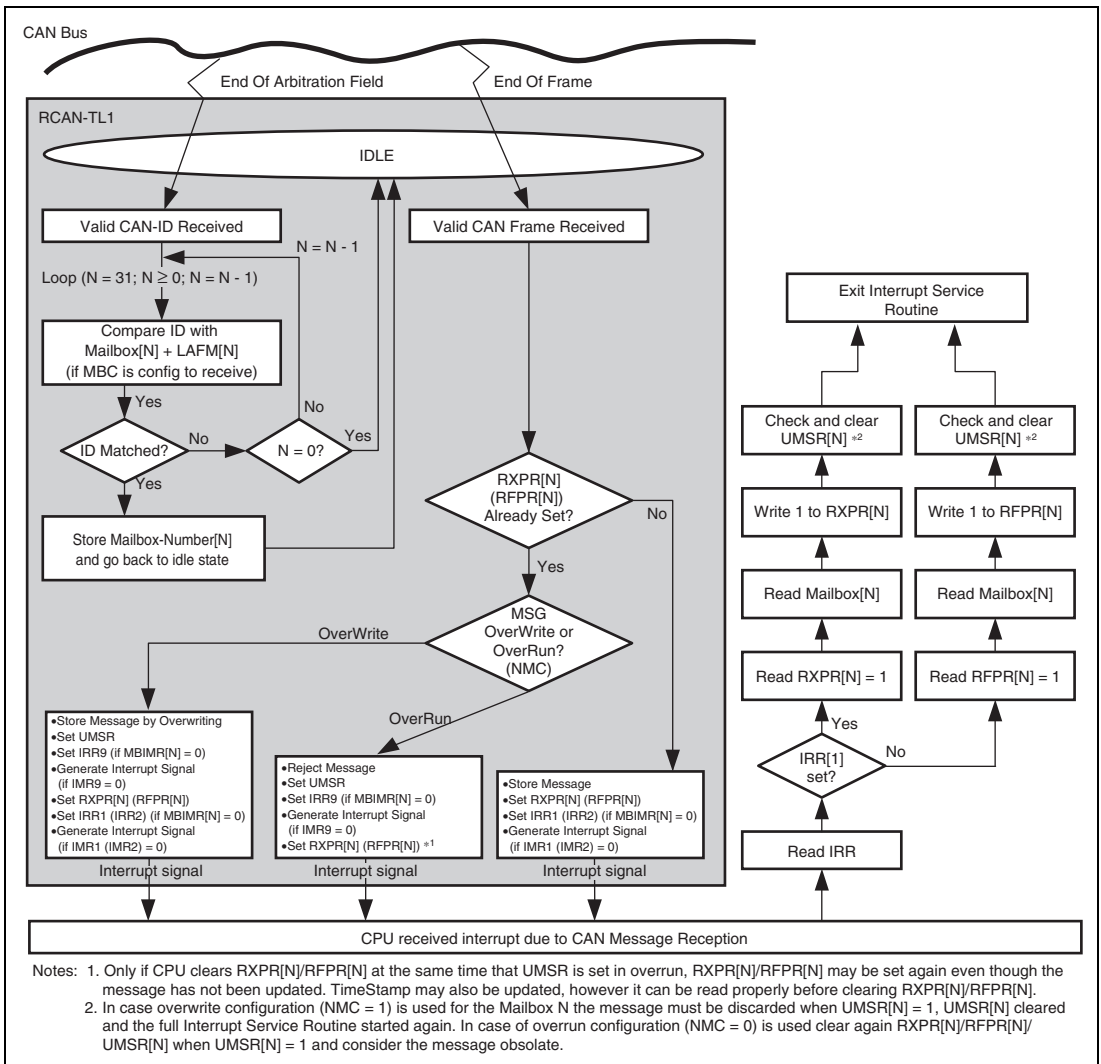 CAN Bus
End Of Arbitration Field
End Of Frame
RCAN-TL1
IDLE
Valid CAN-ID Received
Valid CAN Frame Received
N = N - 1
Loop (N = 31; N ≥ 0; N = N - 1)
Compare ID with
Mailbox[N] + LAFM[N]
(if MBC is config to receive)
Yes
No
ID Matched?
No
N = 0?
Yes
Yes
Store Mailbox-Number[N]
and go back to idle state
RXPR[N]
(RFPR[N])
Already Set?
No
Yes
MSG
OverWrite or
OverRun?
(NMC)
OverWrite
OverRun
•Store Message by Overwriting
•Set UMSR
•Set IRR9 (if MBIMR[N] = 0)
•Generate Interrupt Signal
(if IMR9 = 0)
•Set RXPR[N] (RFPR[N])
•Set IRR1 (IRR2) (if MBIMR[N] = 0)
•Generate Interrupt Signal
(if IMR1 (IMR2) = 0)
•Reject Message
•Set UMSR
•Set IRR9 (if MBIMR[N] = 0)
•Generate Interrupt Signal
(if IMR9 = 0)
•Set RXPR[N] (RFPR[N]) *1
•Store Message
•Set RXPR[N] (RFPR[N])
•Set IRR1 (IRR2) (if MBIMR[N] = 0)
•Generate Interrupt Signal
(if IMR1 (IMR2) = 0)
Interrupt signal
Interrupt signal
Interrupt signal
Exit Interrupt Service
Routine
Check and clear
UMSR[N] *2
Check and clear
UMSR[N] *2
Write 1 to RXPR[N]
Write 1 to RFPR[N]
Read Mailbox[N]
Read Mailbox[N]
Read RXPR[N] = 1
Read RFPR[N] = 1
Yes
No
IRR[1]
set?
Read IRR
CPU received interrupt due to CAN Message Reception
Notes: 1. Only if CPU clears RXPR[N]/RFPR[N] at the same time that UMSR is set in overrun, RXPR[N]/RFPR[N] may be set again even though the
message has not been updated. TimeStamp may also be updated, however it can be read properly before clearing RXPR[N]/RFPR[N].
2. In case overwrite configuration (NMC = 1) is used for the Mailbox N the message must be discarded when UMSR[N] = 1, UMSR[N] cleared
and the full Interrupt Service Routine started again. In case of overrun configuration (NMC = 0) is used clear again RXPR[N]/RFPR[N]/
UMSR[N] when UMSR[N] = 1 and consider the message obsolate.